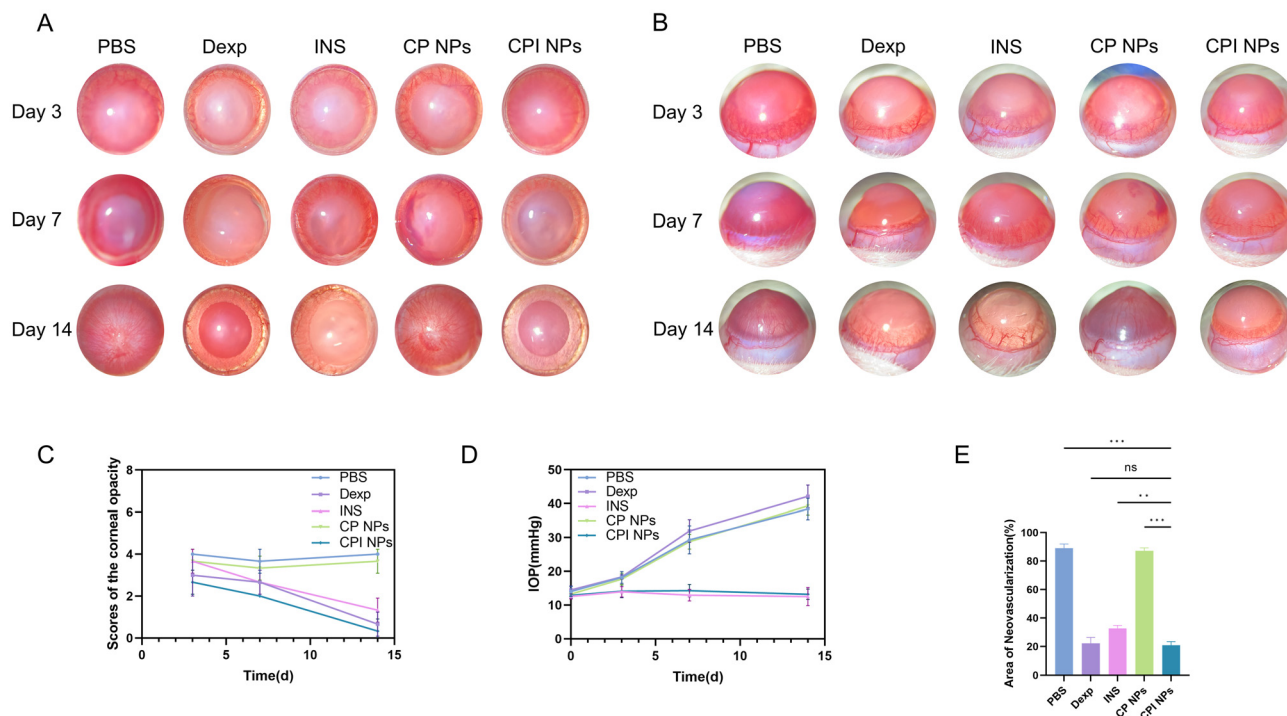 A
PBS Dexp INS CP NPs CPI NPs
Day 3
Day 7
Day 14
B
PBS Dexp INS CP NPs CPI NPs
Day 3
Day 7
Day 14
C
Scores of the corneal opacity
8
6
4
2
0
0 5 10 15
Time(d)
PBS
Dexp
INS
CP NPs
CPI NPs
D
IOP(mmHg)
50
40
30
20
10
0
0 5 10 15
Time(d)
PBS
Dexp
INS
CP NPs
CPI NPs
E
***
ns
**
***
Area of Neovascularization(%)
100
80
60
40
20
0
PBS
Dexp
INS
CP NPs
CPI NPs